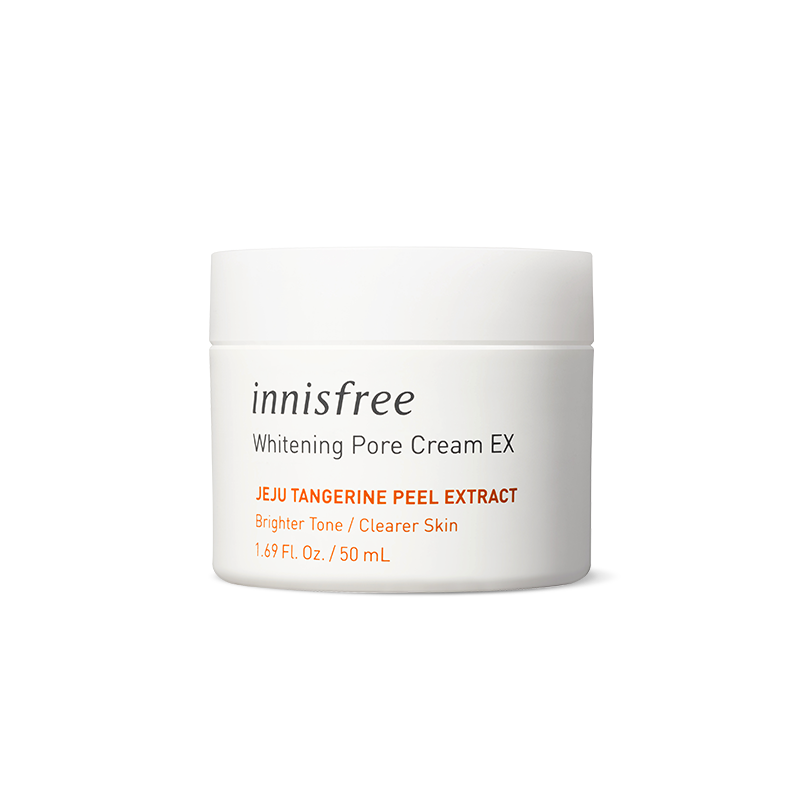 innisfree
Whitening Pore Cream EX
JEJU TANGERINE PEEL EXTRACT
Brighter Tone / Clearer Skin
1.69 Fl. Oz. / 50 mL